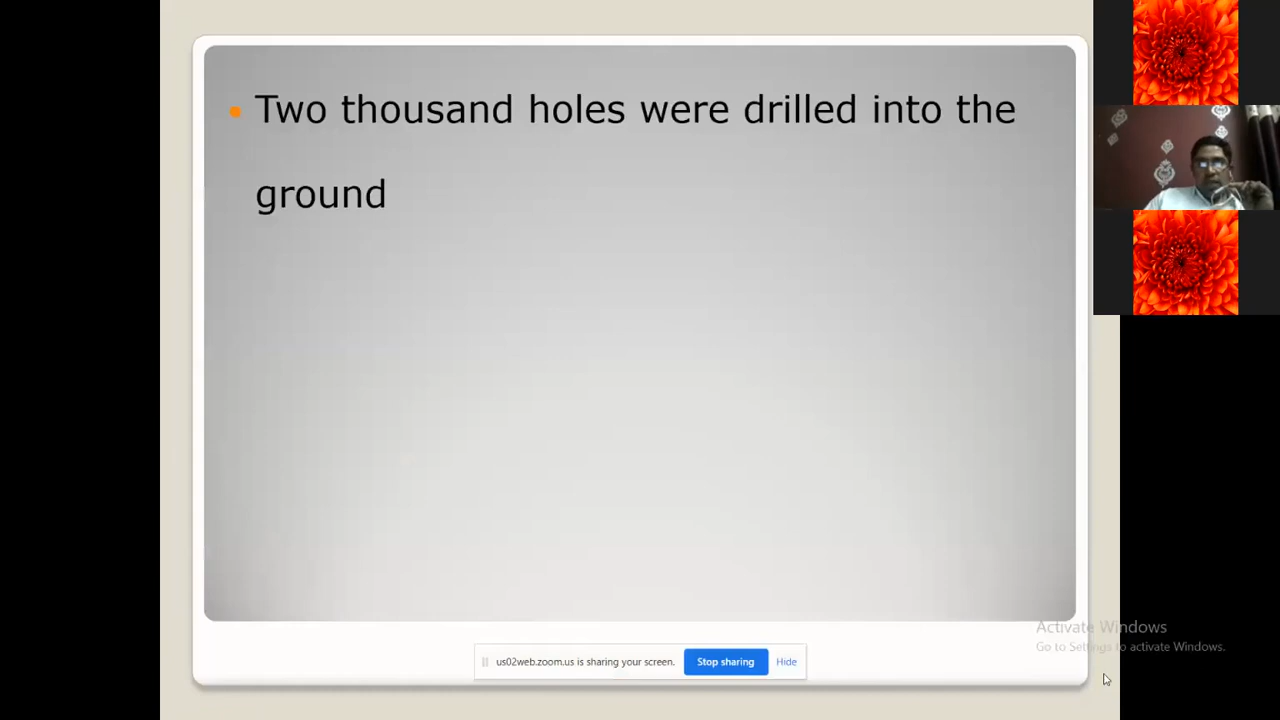 Two thousand holes were drilled into the
ground
Activate Windows
Go to Settings to activate Windows.
us02web.zoom.us is sharing your screen. Stop sharing Hide